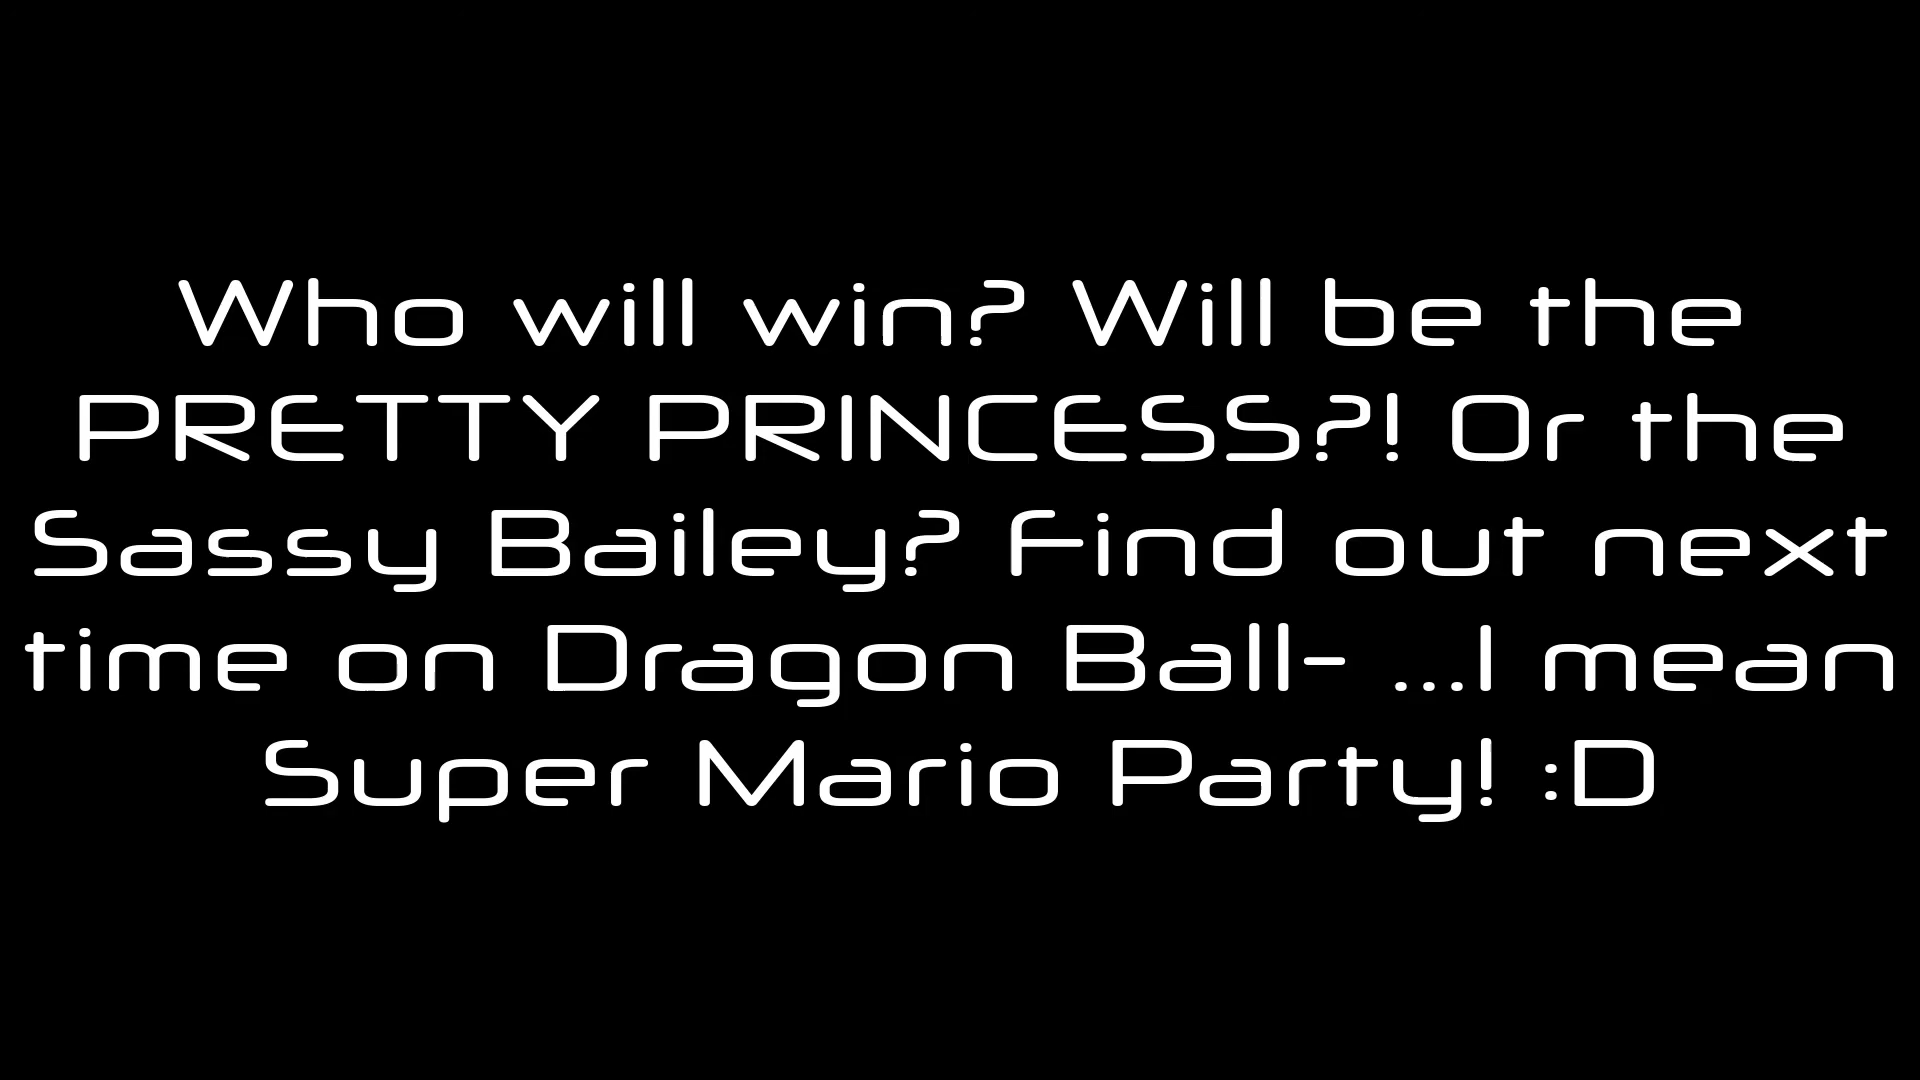 Who will win? Will be the
PRETTY PRINCESS?! Or the
Sassy Bailey? Find out next
time on Dragon Ball- ...I mean
Super Mario Party! :D